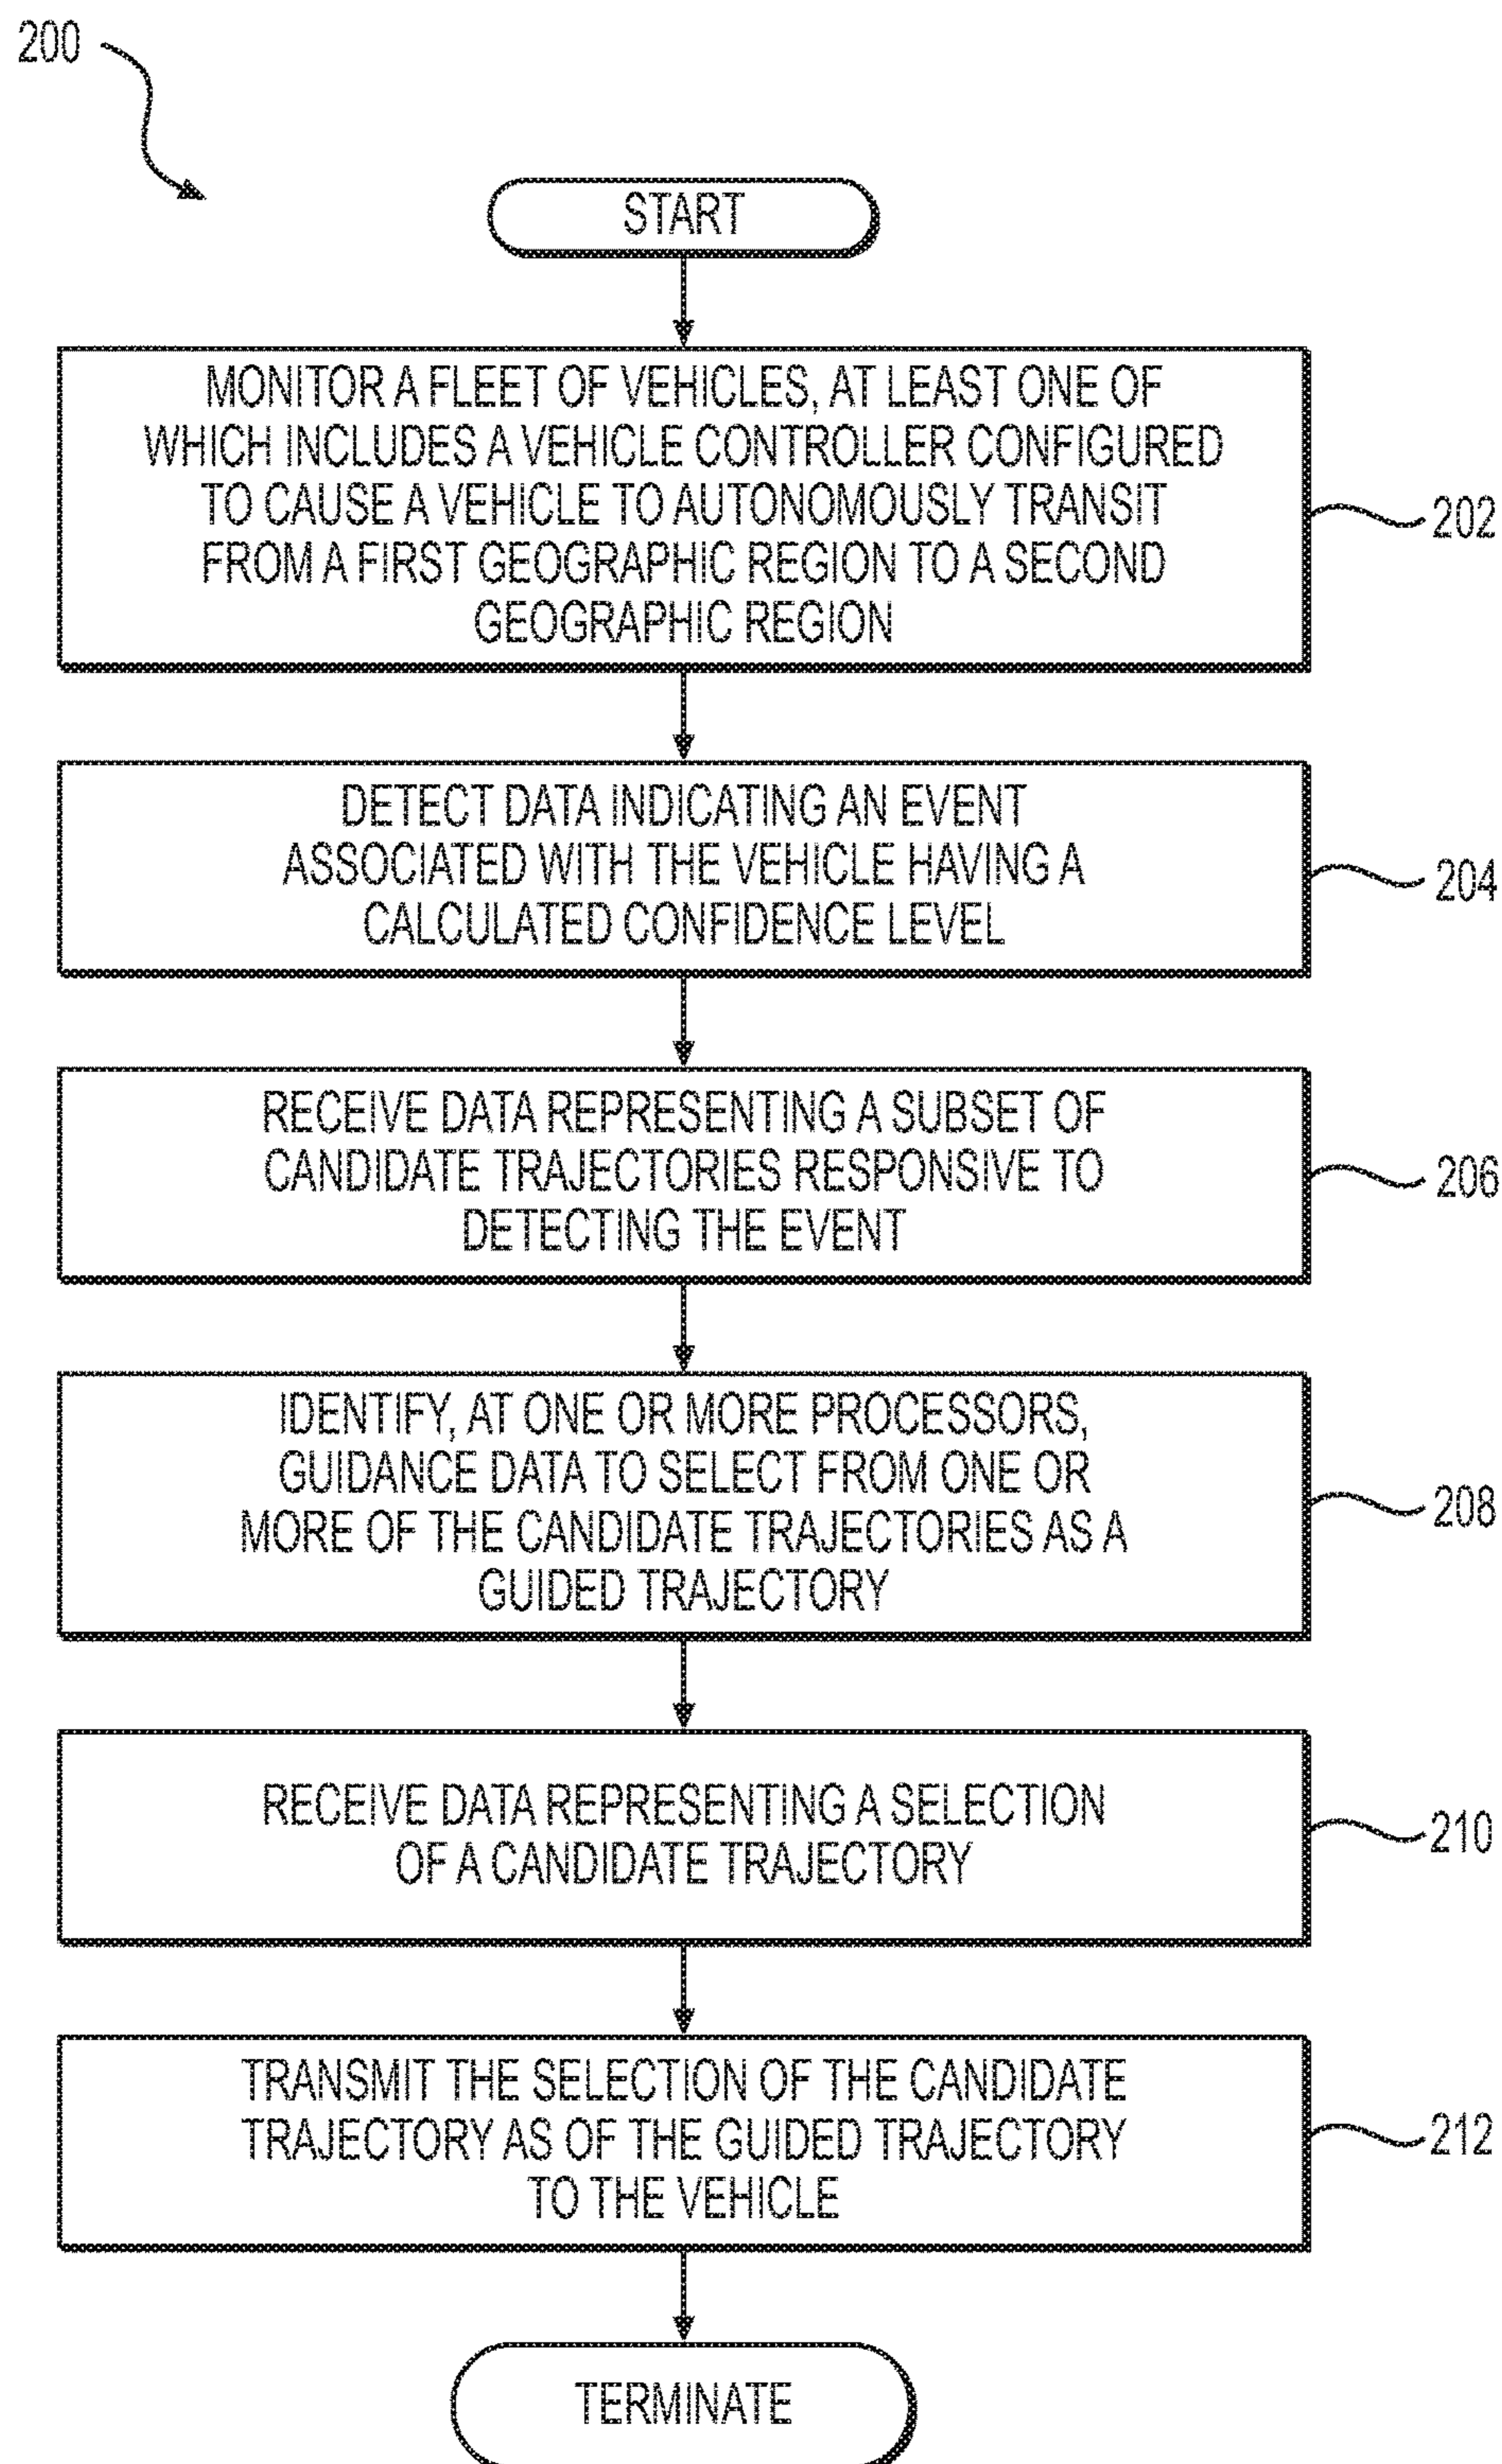 200
START
MONITOR A FLEET OF VEHICLES, AT LEAST ONE OF
WHICH INCLUDES A VEHICLE CONTROLLER CONFIGURED
TO CAUSE A VEHICLE TO AUTONOMOUSLY TRANSIT
FROM A FIRST GEOGRAPHIC REGION TO A SECOND
GEOGRAPHIC REGION
202
DETECT DATA INDICATING AN EVENT
ASSOCIATED WITH THE VEHICLE HAVING A
CALCULATED CONFIDENCE LEVEL
204
RECEIVE DATA REPRESENTING A SUBSET OF
CANDIDATE TRAJECTORIES RESPONSIVE TO
DETECTING THE EVENT
206
IDENTIFY, AT ONE OR MORE PROCESSORS,
GUIDANCE DATA TO SELECT FROM ONE OR
MORE OF THE CANDIDATE TRAJECTORIES AS A
GUIDED TRAJECTORY
208
RECEIVE DATA REPRESENTING A SELECTION
OF A CANDIDATE TRAJECTORY
210
TRANSMIT THE SELECTION OF THE CANDIDATE
TRAJECTORY AS OF THE GUIDED TRAJECTORY
TO THE VEHICLE
212
TERMINATE